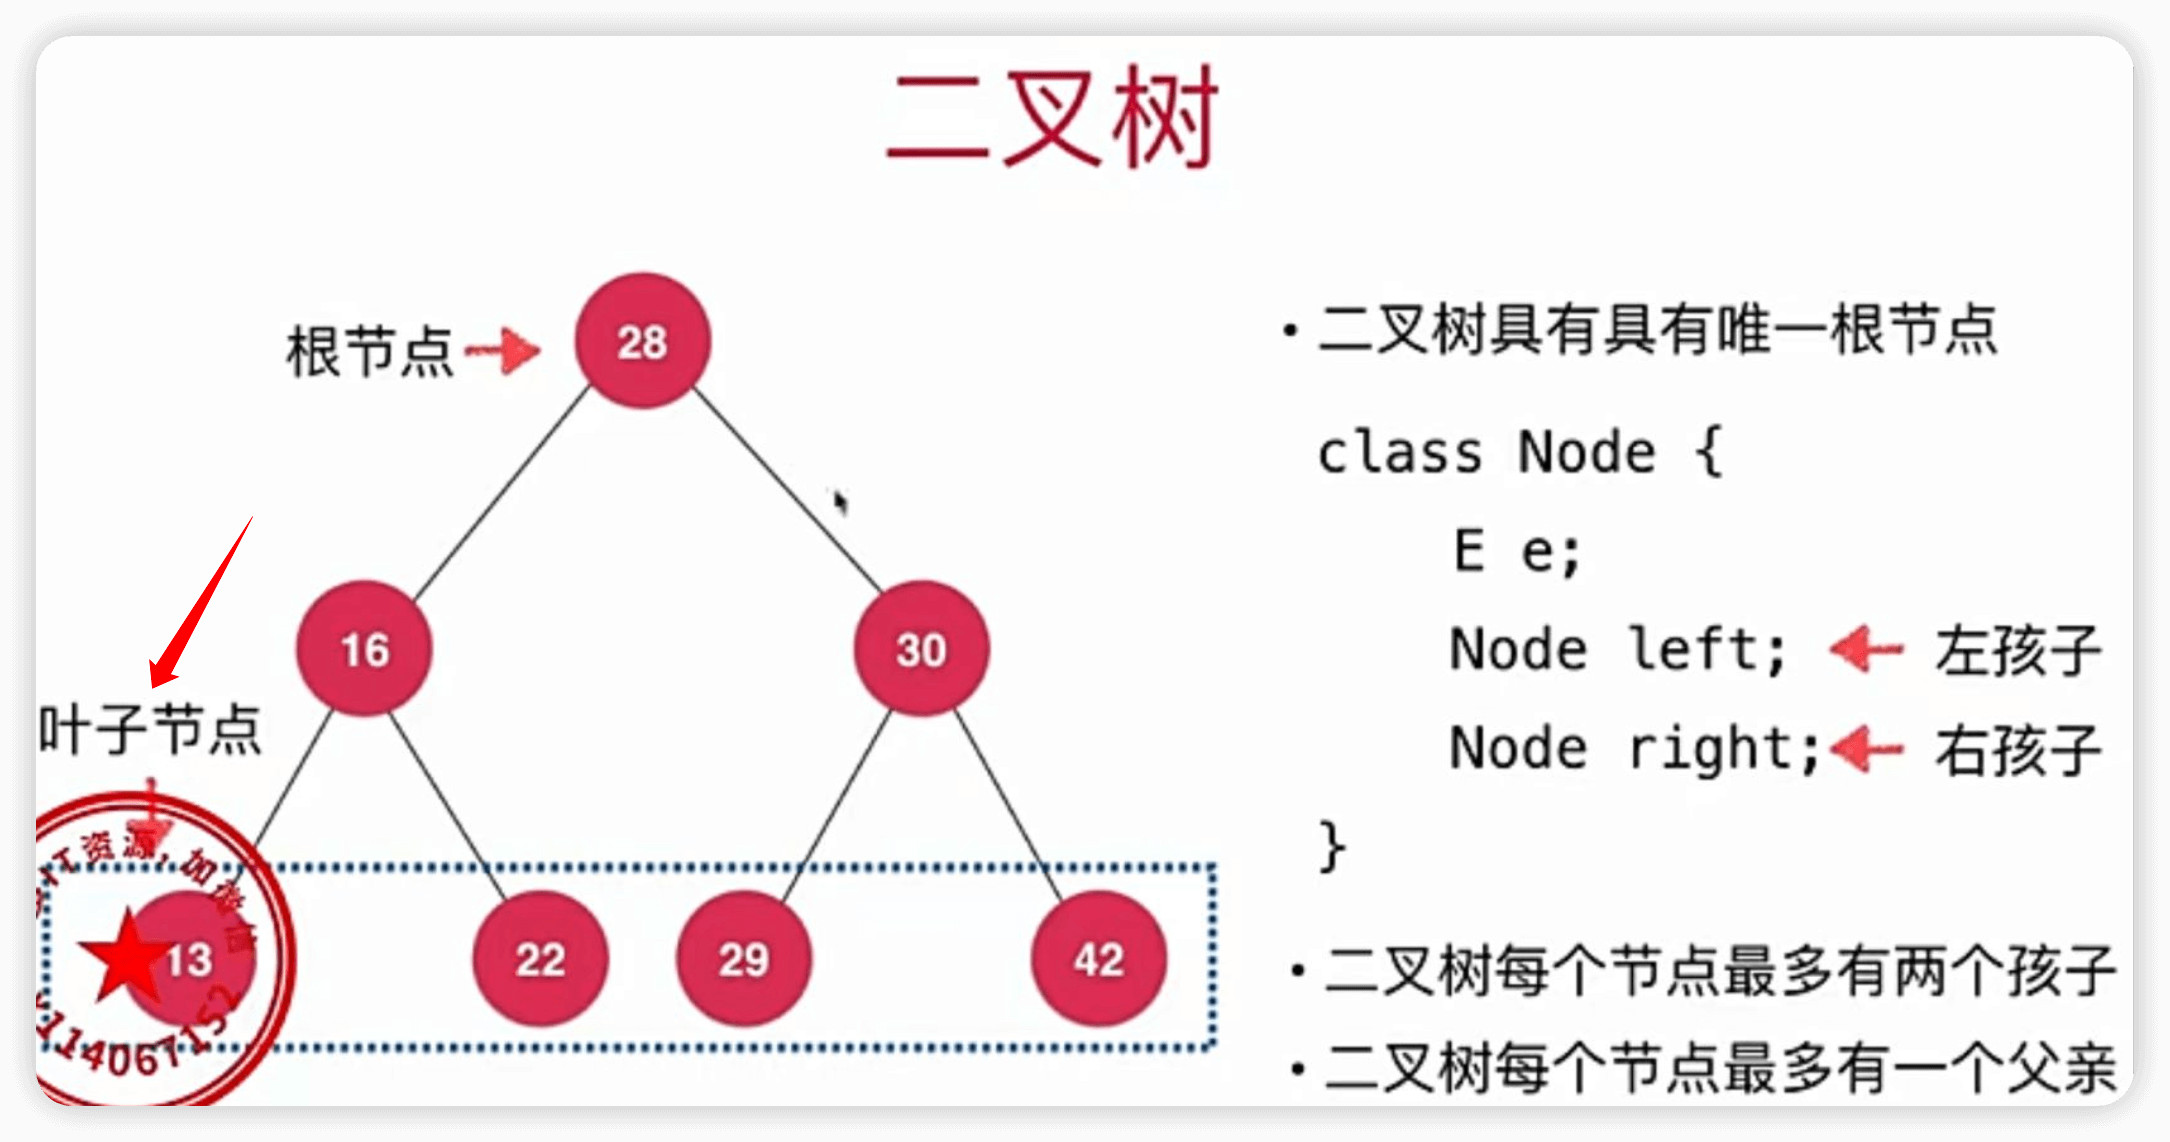 二叉树
根节点
28
16
30
叶子节点
13
22
29
42
IT资源,加微信
114067152
• 二叉树具有具有唯一根节点
class Node {
E e;
Node left; 左孩子
Node right; 右孩子
}
• 二叉树每个节点最多有两个孩子
• 二叉树每个节点最多有一个父亲